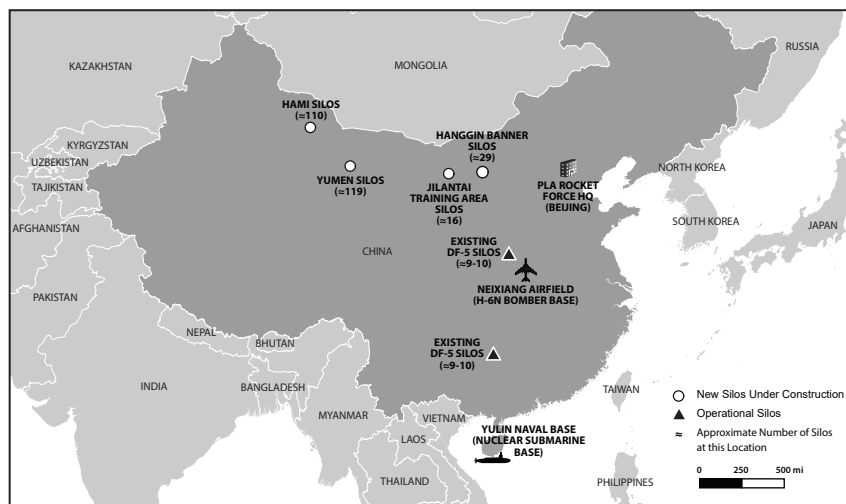 RUSSIA
KAZAKHSTAN
MONGOLIA
HAMI SILOS
(≈110)
HANGGIN BANNER
SILOS
(≈29)
KYRGYZSTAN
UZBEKISTAN
TAJIKISTAN
YUMEN SILOS
(≈119)
JILANTAI
TRAINING AREA
SILOS
(≈16)
PLA ROCKET
FORCE HQ
(BEIJING)
NORTH KOREA
SOUTH KOREA
JAPAN
AFGHANISTAN
CHINA
EXISTING
DF-5 SILOS
(≈9-10)
NEIXIANG AIRFIELD
(H-6N BOMBER BASE)
PAKISTAN
NEPAL
BHUTAN
EXISTING
DF-5 SILOS
(≈9-10)
INDIA
BANGLADESH
MYANMAR
VIETNAM
LAOS
THAILAND
YULIN NAVAL BASE
(NUCLEAR SUBMARINE
BASE)
TAIWAN
PHILIPPINES
New Silos Under Construction
Operational Silos
≈ Approximate Number of Silos
at this Location
0 250 500 mi